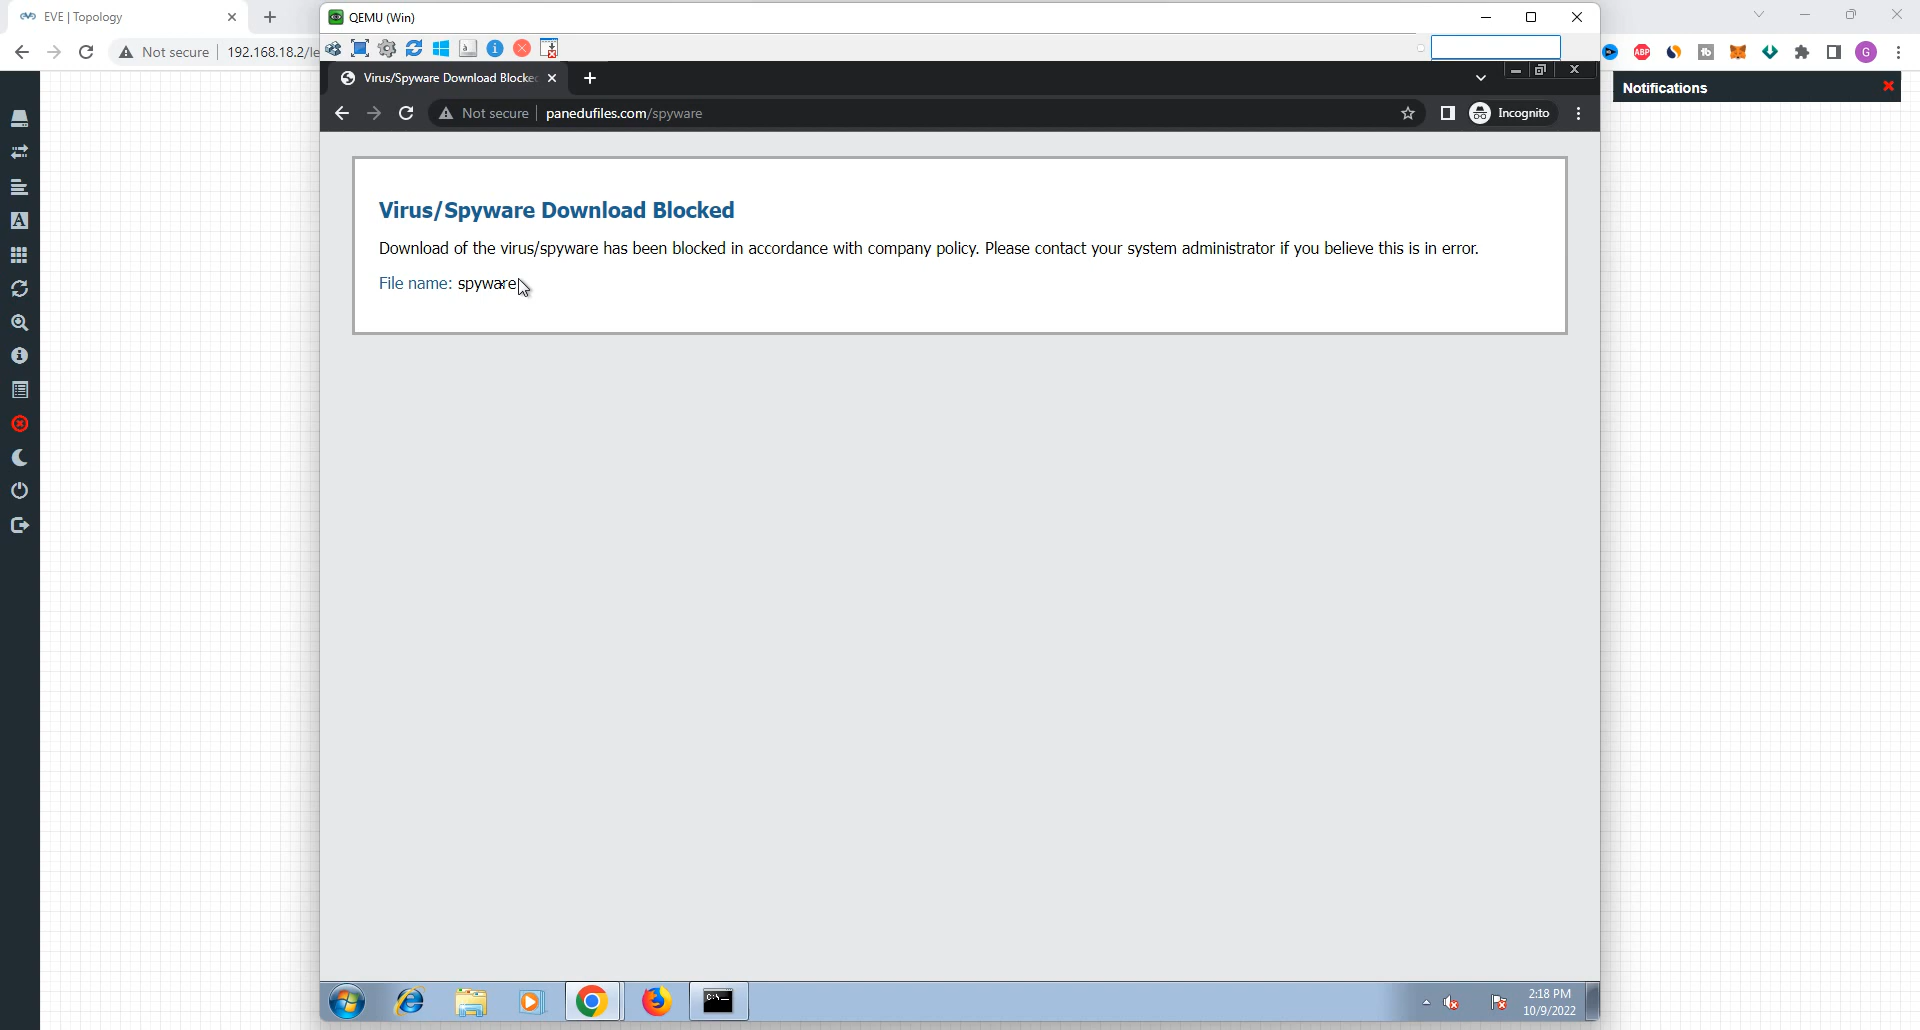 EVE | Topology
QEMU (Win)
Not secure
192.168.18.2/le
Virus/Spyware Download Blocke
Not secure
panedufiles.com/spyware
Incognito
ABP
G
Notifications
Virus/Spyware Download Blocked
Download of the virus/spyware has been blocked in accordance with company policy. Please contact your system administrator if you believe this is in error.
File name: spyware
2:18 PM
10/9/2022